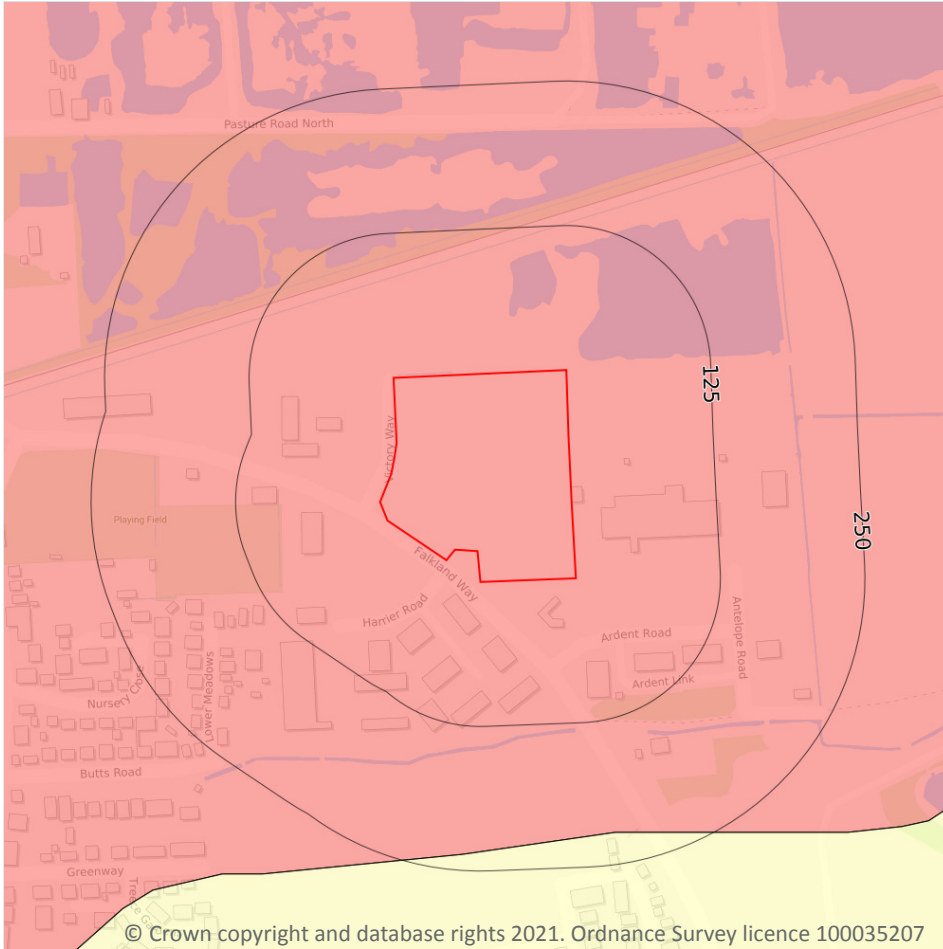 Pasture Road North
125
Victory Way
250
Playing Field
Falkland Way
Harrier Road
Ardent Road
Antelope Road
Lower Meadows
Nursery Close
Ardent Link
Butts Road
Greenway
© Crown copyright and database rights 2021. Ordnance Survey licence 100035207